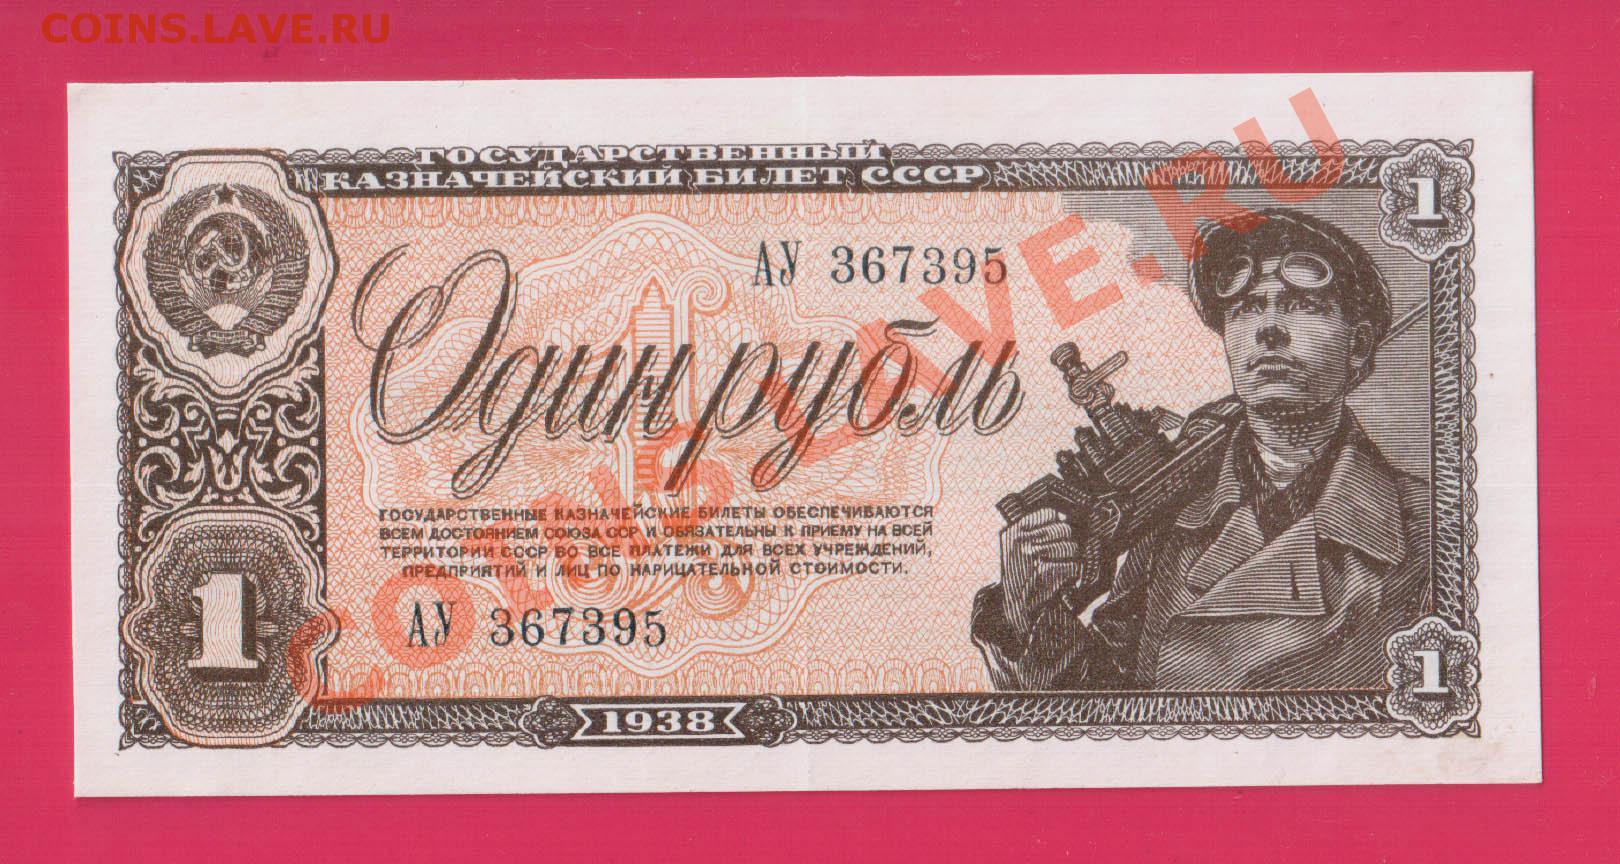 COINS.LAVE.RU
ГОСУДАРСТВЕННЫЙ
КАЗНАЧЕЙСКИЙ БИЛЕТ СССР
1
АУ 367395
Один рубль
ГОСУДАРСТВЕННЫЕ КАЗНАЧЕЙСКИЕ БИЛЕТЫ ОБЕСПЕЧИВАЮТСЯ
ВСЕМ ДОСТОЯНИЕМ СОЮЗА ССР И ОБЯЗАТЕЛЬНЫ К ПРИЕМУ НА ВСЕЙ
ТЕРРИТОРИИ СССР ВО ВСЕ ПЛАТЕЖИ ДЛЯ ВСЕХ УЧРЕЖДЕНИЙ,
ПРЕДПРИЯТИЙ И ЛИЦ ПО НАРИЦАТЕЛЬНОЙ СТОИМОСТИ.
1
АУ 367395
1
1938
1
COINS.LAVE.RU